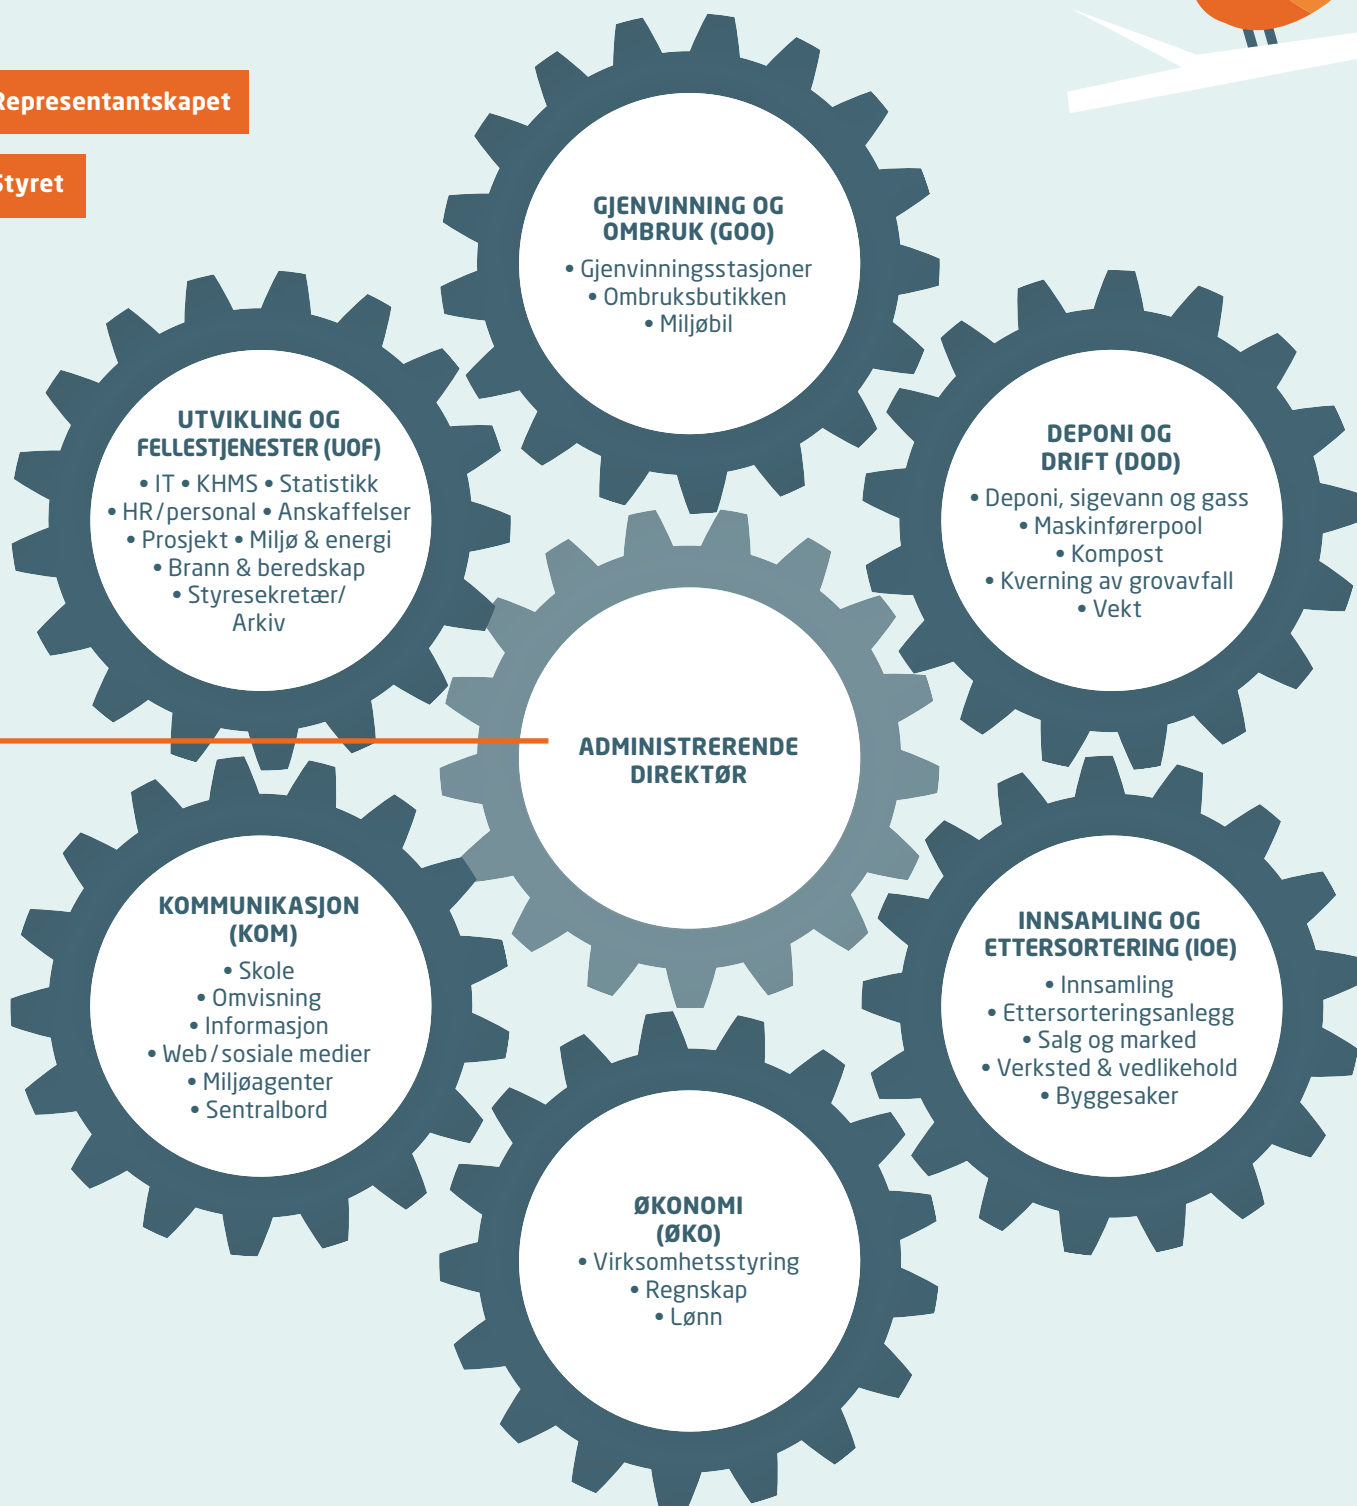 Representantskapet
Styret
GJENVINNING OG
OMBRUK (GOO)
• Gjenvinningsstasjoner
• Ombruksbutikken
• Miljøbil
UTVIKLING OG
FELLESTJENESTER (UOF)
• IT • KHMS • Statistikk
• HR/personal • Anskaffelser
• Prosjekt • Miljø & energi
• Brann & beredskap
• Styresekretær/
Arkiv
DEPONI OG
DRIFT (DOD)
• Deponi, sigevann og gass
• Maskinførerpool
• Kompost
• Kverning av grovavfall
• Vekt
ADMINISTRERENDE
DIREKTØR
KOMMUNIKASJON
(KOM)
• Skole
• Omvisning
• Informasjon
• Web/sosiale medier
• Miljøagenter
• Sentralbord
INNSAMLING OG
ETTERSORTERING (IOE)
• Innsamling
• Ettersorteringsanlegg
• Salg og marked
• Verksted & vedlikehold
• Byggesaker
ØKONOMI
(ØKO)
• Virksomhetsstyring
• Regnskap
• Lønn